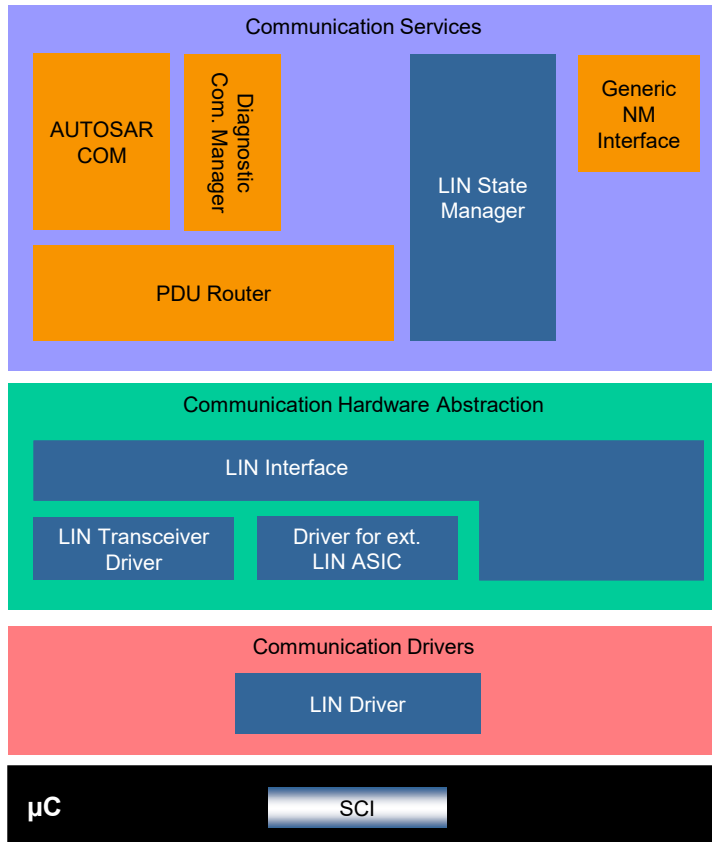 Communication Services
AUTOSAR
COM
Diagnostic
Com. Manager
LIN State
Manager
Generic
NM
Interface
PDU Router
Communication Hardware Abstraction
LIN Interface
LIN Transceiver
Driver
Driver for ext.
LIN ASIC
Communication Drivers
LIN Driver
µC
SCI